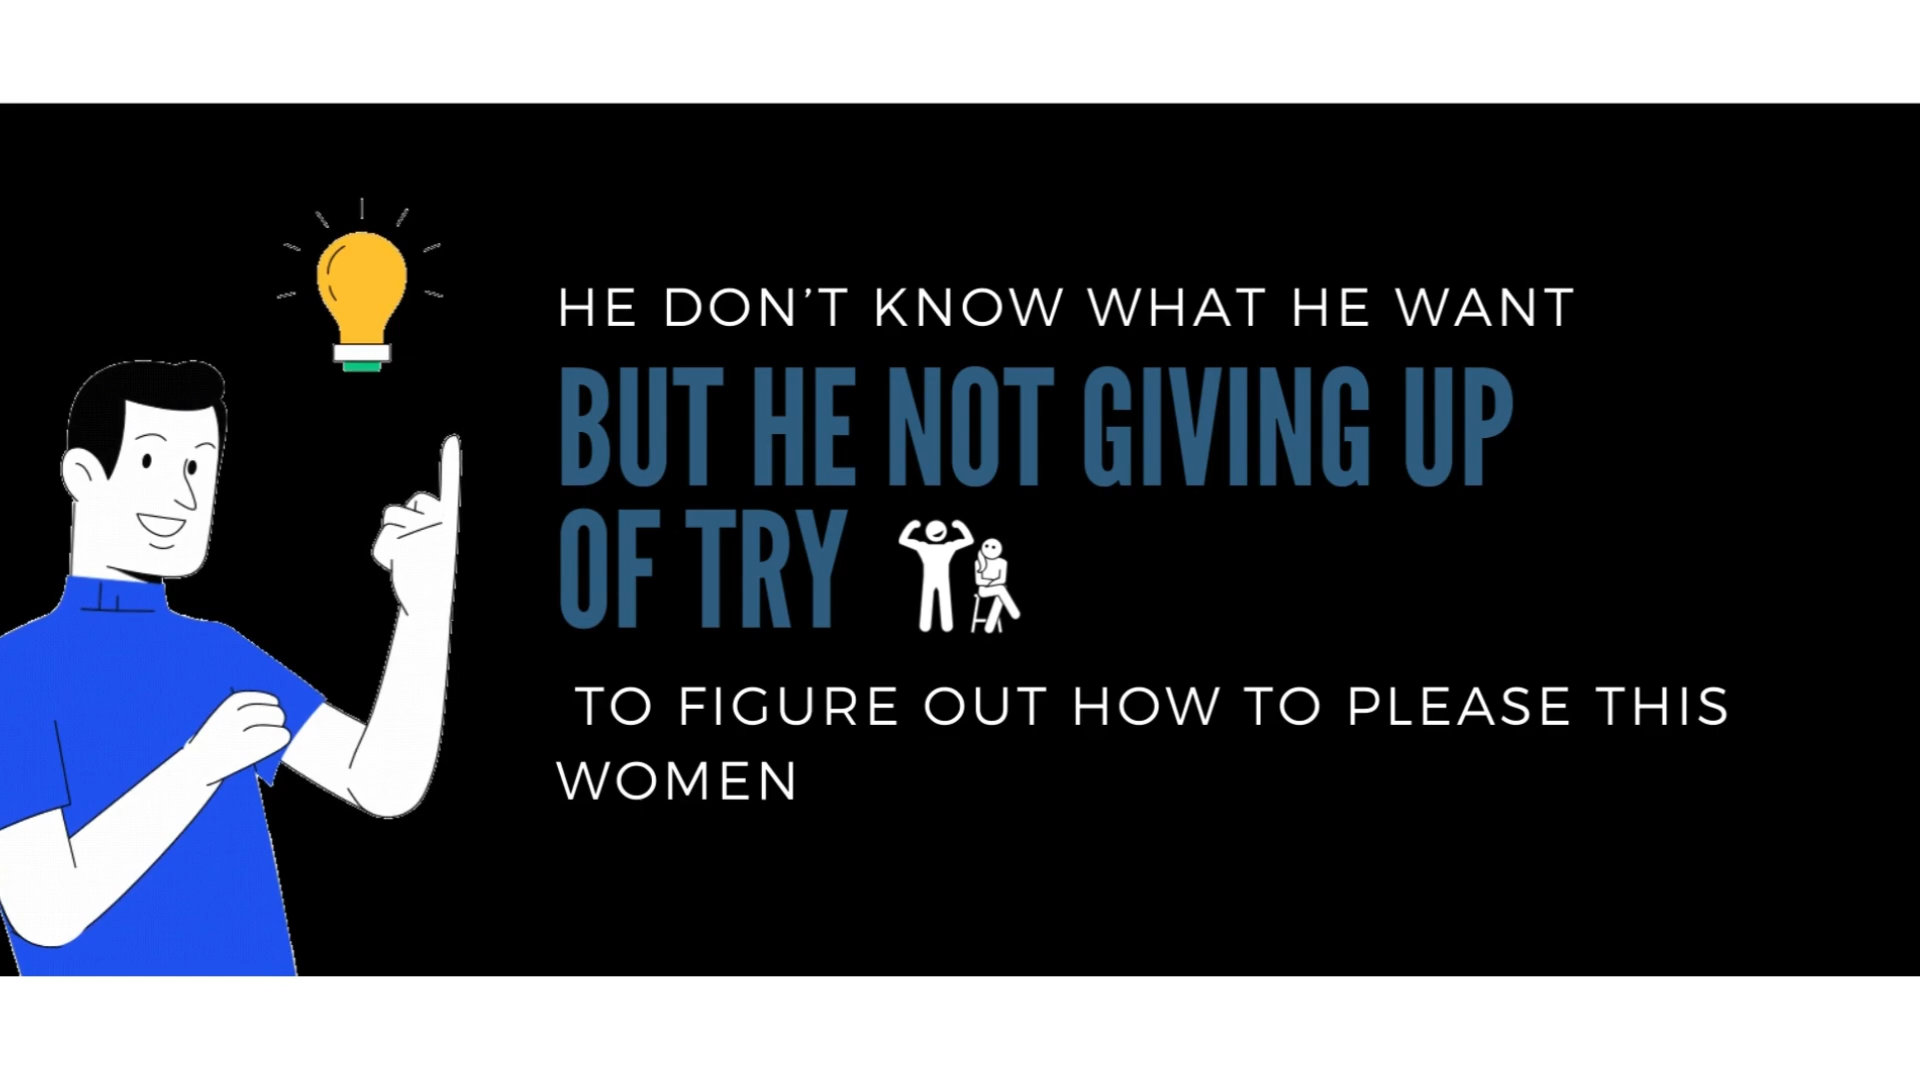 HE DON’T KNOW WHAT HE WANT
BUT HE NOT GIVING UP
OF TRY
TO FIGURE OUT HOW TO PLEASE THIS
WOMEN